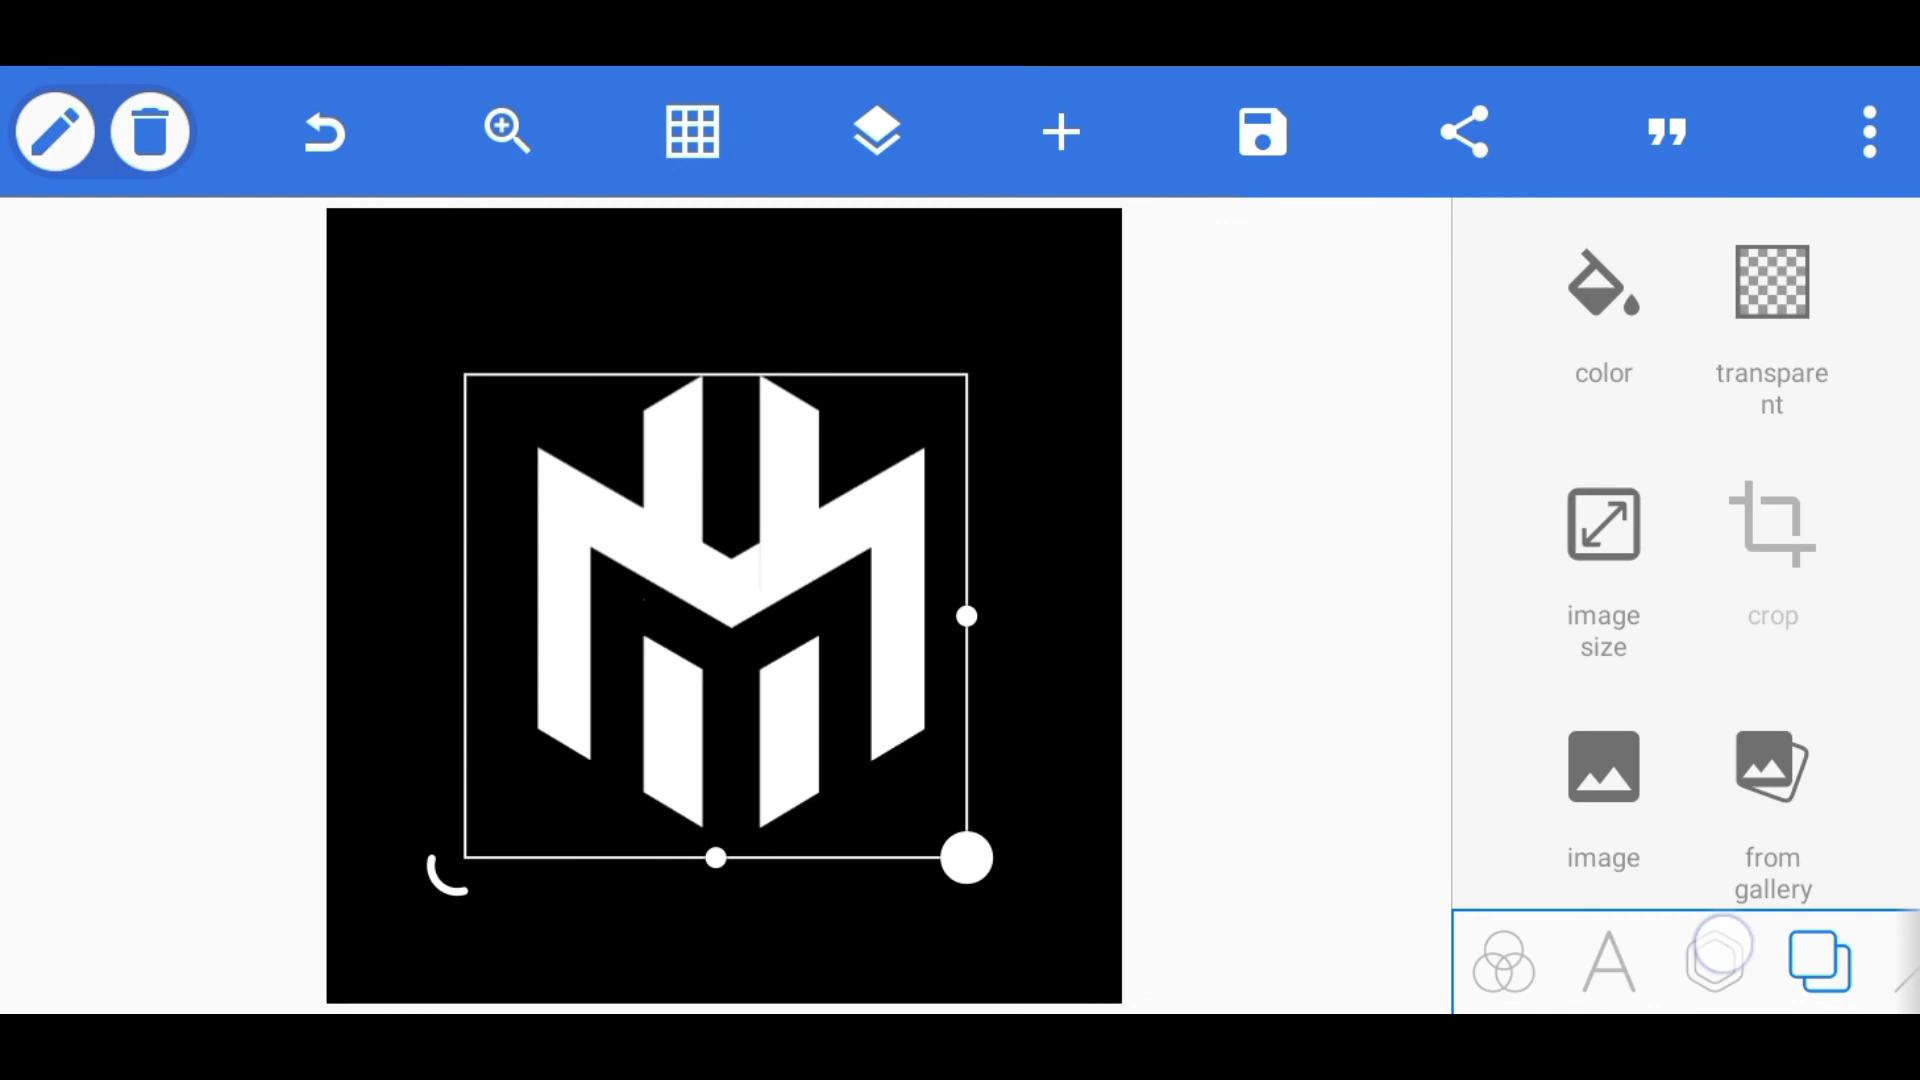 color
transpare
nt
image
size
crop
image
from
gallery